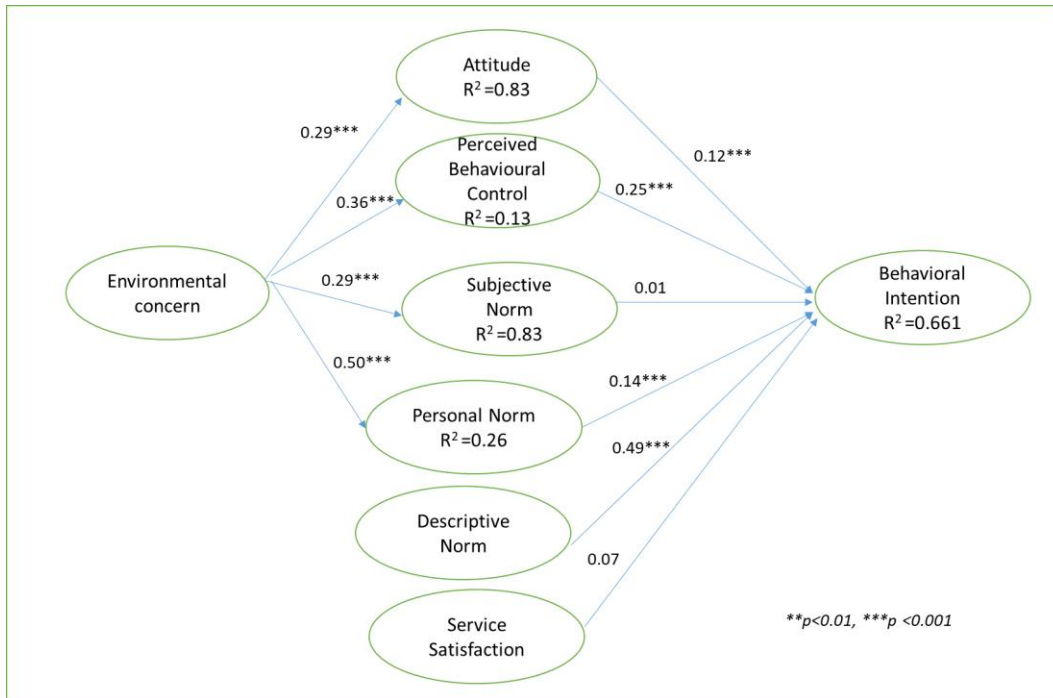 Attitude
R² =0.83
0.29***
0.12***
Perceived
Behavioural
Control
R² =0.13
0.36***
0.25***
Environmental
concern
0.29***
Subjective
Norm
R² =0.83
0.01
Behavioral
Intention
R² =0.661
0.50***
Personal Norm
R² =0.26
0.14***
0.49***
Descriptive
Norm
0.07
Service
Satisfaction
**p<0.01, ***p <0.001